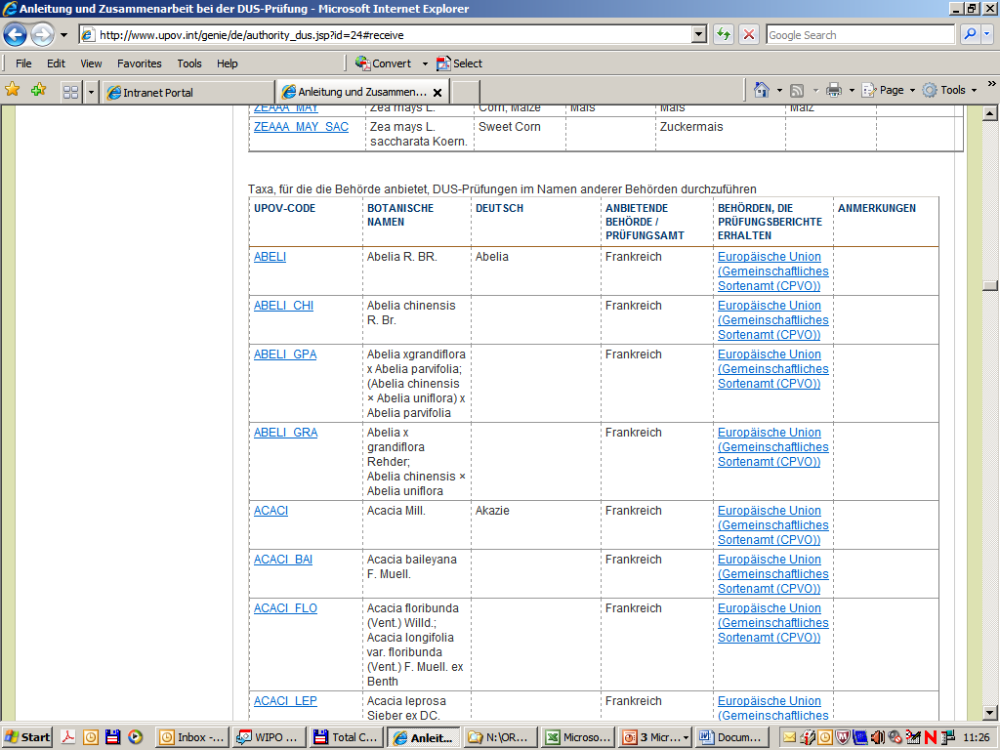 Anleitung und Zusammenarbeit bei der DUS-Prüfung - Microsoft Internet Explorer
http://www.upov.int/genie/de/authority_dus.jsp?id=24#receive
Google Search
File Edit View Favorites Tools Help
Convert Select
Intranet Portal
Anleitung und Zusammen...
Page Tools
ZEAAA_MAY Zea mays L. Corn, Maize Maïs Mais Maíz
ZEAAA_MAY_SAC Zea mays L. Sweet Corn Zuckermais
saccharata Koern.
Taxa, für die die Behörde anbietet, DUS-Prüfungen im Namen anderer Behörden durchzuführen
UPOV-CODE BOTANISCHE DEUTSCH ANBIETENDE BEHÖRDEN, DIE ANMERKUNGEN
NAMEN BEHÖRDE / PRÜFUNGSBERICHTE
PRÜFUNGSAMT ERHALTEN
ABELI Abelia R. BR. Abelia Frankreich Europäische Union
(Gemeinschaftliches
Sortenamt (CPVO))
ABELI_CHI Abelia chinensis Frankreich Europäische Union
R. Br. (Gemeinschaftliches
Sortenamt (CPVO))
ABELI_GPA Abelia xgrandiflora Frankreich Europäische Union
x Abelia parvifolia; (Gemeinschaftliches
(Abelia chinensis Sortenamt (CPVO))
× Abelia uniflora) x
Abelia parvifolia
ABELI_GRA Abelia x Frankreich Europäische Union
grandiflora (Gemeinschaftliches
Rehder; Sortenamt (CPVO))
Abelia chinensis ×
Abelia uniflora
ACACI Acacia Mill. Akazie Frankreich Europäische Union
(Gemeinschaftliches
Sortenamt (CPVO))
ACACI_BAI Acacia baileyana Frankreich Europäische Union
F. Muell. (Gemeinschaftliches
Sortenamt (CPVO))
ACACI_FLO Acacia floribunda Frankreich Europäische Union
(Vent.) Willd.; (Gemeinschaftliches
Acacia longifolia Sortenamt (CPVO))
var. floribunda
(Vent.) F. Muell. ex
Benth
ACACI_LEP Acacia leprosa Frankreich Europäische Union
Sieber ex DC. (Gemeinschaftliches
Start Inbox -... WIPO ... Total C... Anleit... N:\OR... Microso... 3 Micr... Docum... 11:26